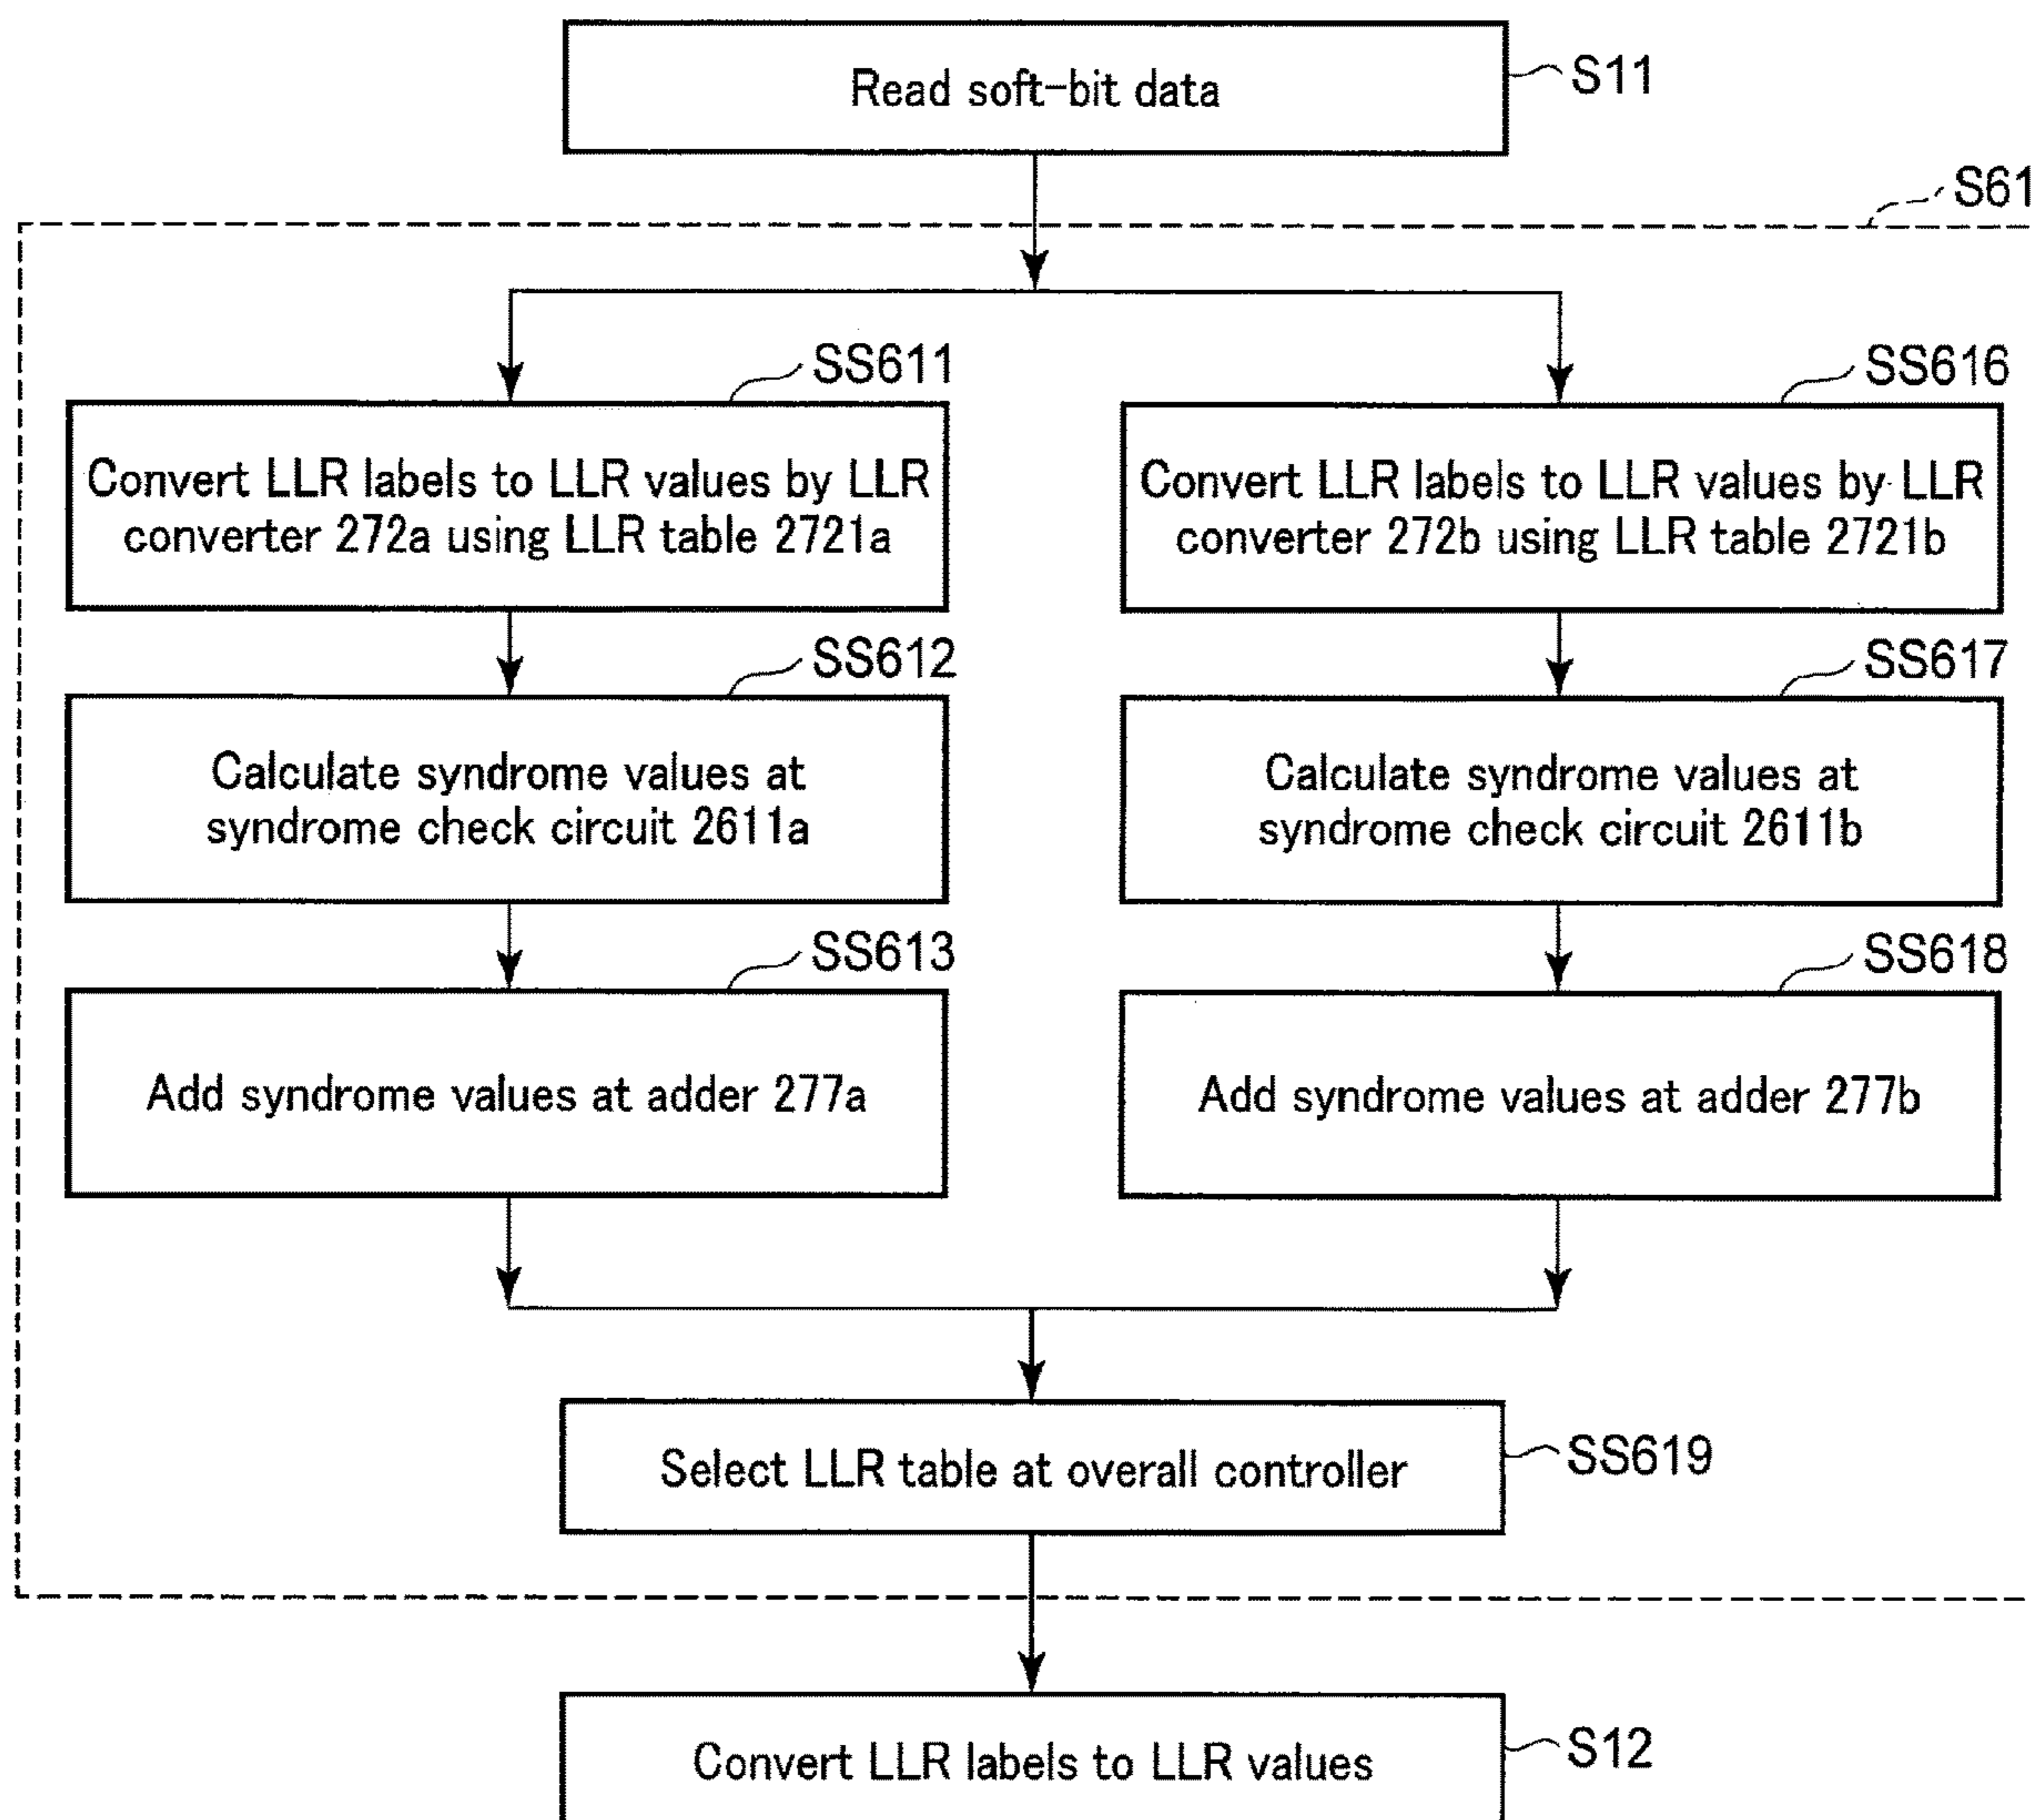 Read soft-bit data
S11
S61
SS611
Convert LLR labels to LLR values by LLR
converter 272a using LLR table 2721a
SS616
Convert LLR labels to LLR values by LLR
converter 272b using LLR table 2721b
SS612
Calculate syndrome values at
syndrome check circuit 2611a
SS617
Calculate syndrome values at
syndrome check circuit 2611b
SS613
Add syndrome values at adder 277a
SS618
Add syndrome values at adder 277b
Select LLR table at overall controller
SS619
Convert LLR labels to LLR values
S12